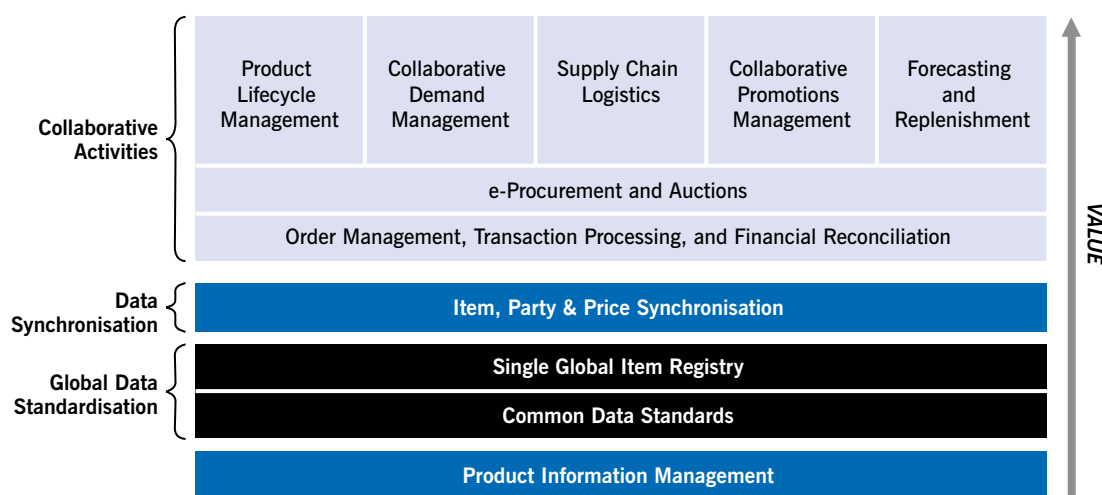 Collaborative
Activities
Product
Lifecycle
Management
Collaborative
Demand
Management
Supply Chain
Logistics
Collaborative
Promotions
Management
Forecasting
and
Replenishment
e-Procurement and Auctions
Order Management, Transaction Processing, and Financial Reconciliation
VALUE
Data
Synchronisation
Item, Party & Price Synchronisation
Global Data
Standardisation
Single Global Item Registry
Common Data Standards
Product Information Management